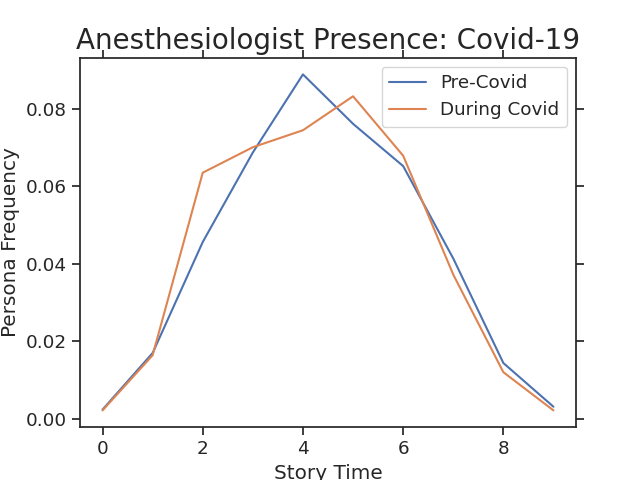 Anesthesiologist Presence: Covid-19
Pre-Covid
During Covid
Persona Frequency
0.08
0.06
0.04
0.02
0.00
0 2 4 6 8
Story Time